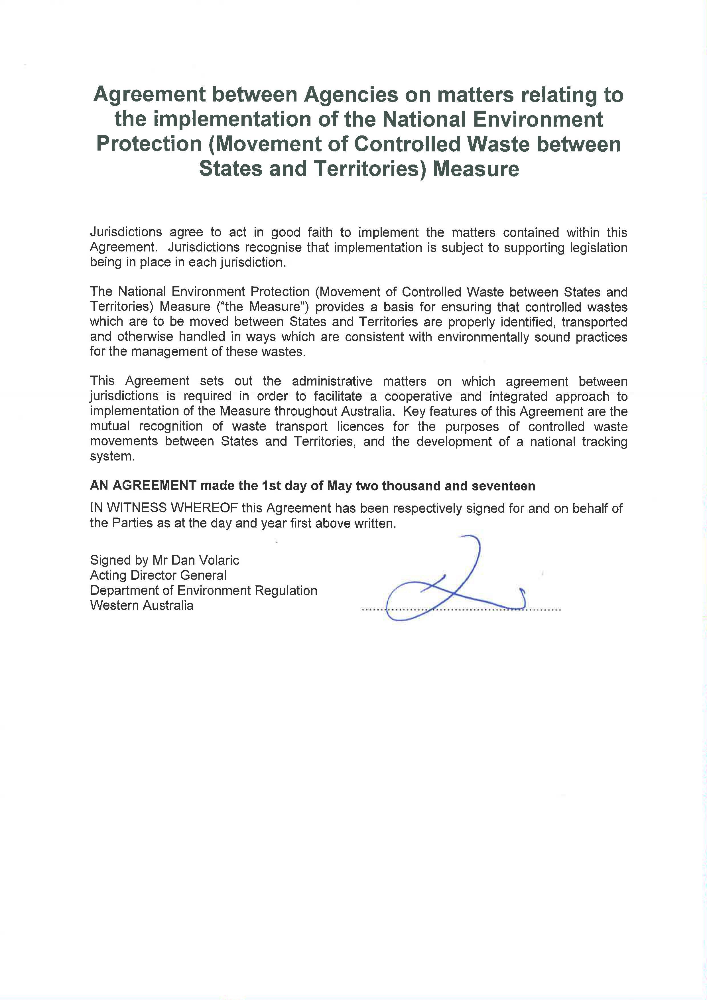 Agreement between Agencies on matters relating to
the implementation of the National Environment
Protection (Movement of Controlled Waste between
States and Territories) Measure
Jurisdictions agree to act in good faith to implement the matters contained within this
Agreement. Jurisdictions recognise that implementation is subject to supporting legislation
being in place in each jurisdiction.
The National Environment Protection (Movement of Controlled Waste between States and
Territories) Measure (“the Measure”) provides a basis for ensuring that controlled wastes
which are to be moved between States and Territories are properly identified, transported
and otherwise handled in ways which are consistent with environmentally sound practices
for the management of these wastes.
This Agreement sets out the administrative matters on which agreement between
jurisdictions is required in order to facilitate a cooperative and integrated approach to
implementation of the Measure throughout Australia. Key features of this Agreement are the
mutual recognition of waste transport licences for the purposes of controlled waste
movements between States and Territories, and the development of a national tracking
system.
AN AGREEMENT made the 1st day of May two thousand and seventeen
IN WITNESS WHEREOF this Agreement has been respectively signed for and on behalf of
the Parties as at the day and year first above written.
Signed by Mr Dan Volaric
Acting Director General
Department of Environment Regulation
Western Australia